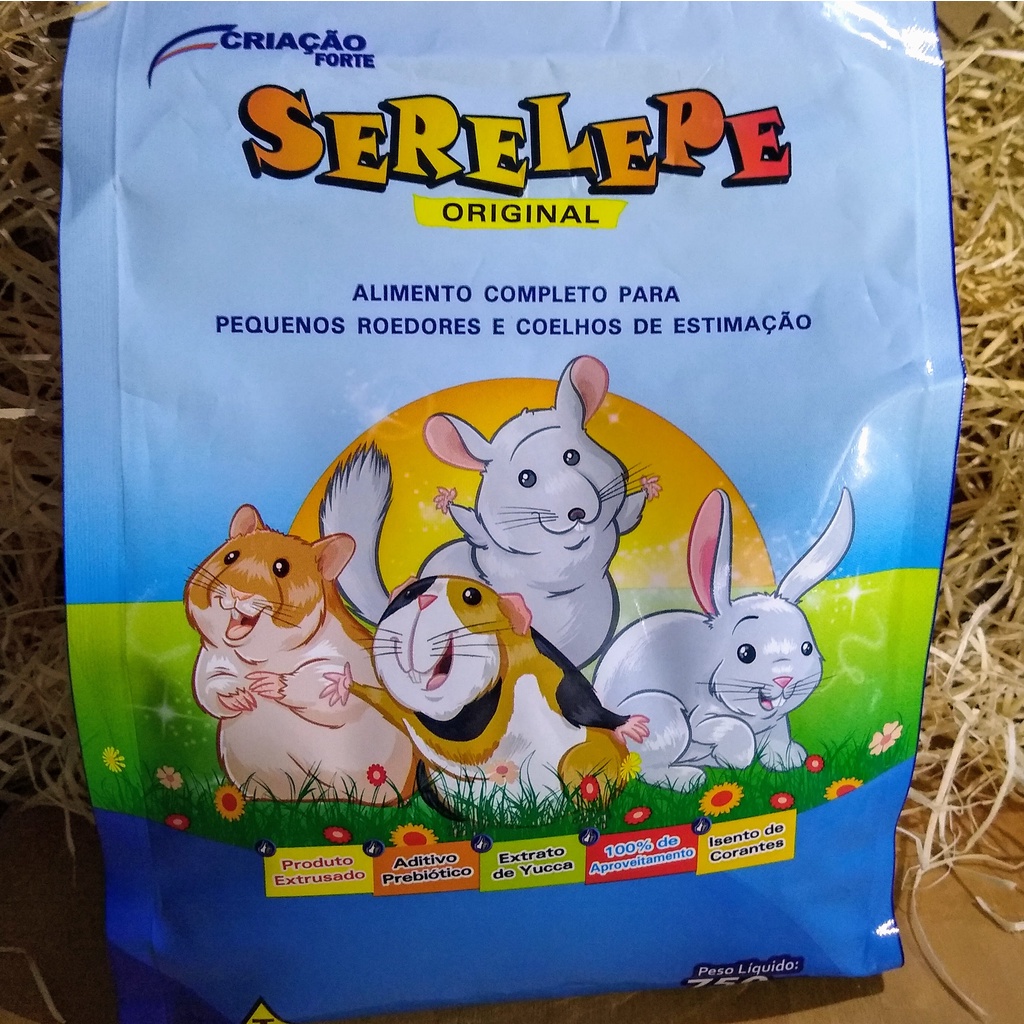 CRIAÇÃO
FORTE
SERELEPE
ORIGINAL
ALIMENTO COMPLETO PARA
PEQUENOS ROEDORES E COELHOS DE ESTIMAÇÃO
Produto
Extrusado
Aditivo
Prebiótico
Extrato
de Yucca
100% de
Aproveitamento
Isento de
Corantes
Peso Líquido:
T